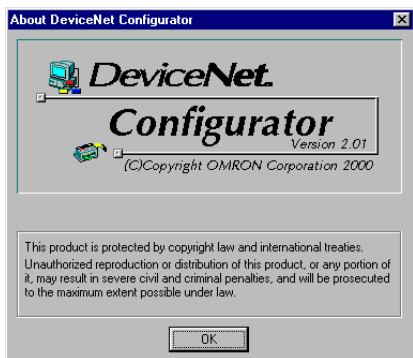 About DeviceNet Configurator
DeviceNet.
Configurator
Version 2.01
(C)Copyright OMRON Corporation 2000
This product is protected by copyright law and international treaties.
Unauthorized reproduction or distribution of this product, or any portion of
it, may result in severe civil and criminal penalties, and will be prosecuted
to the maximum extent possible under law.
OK